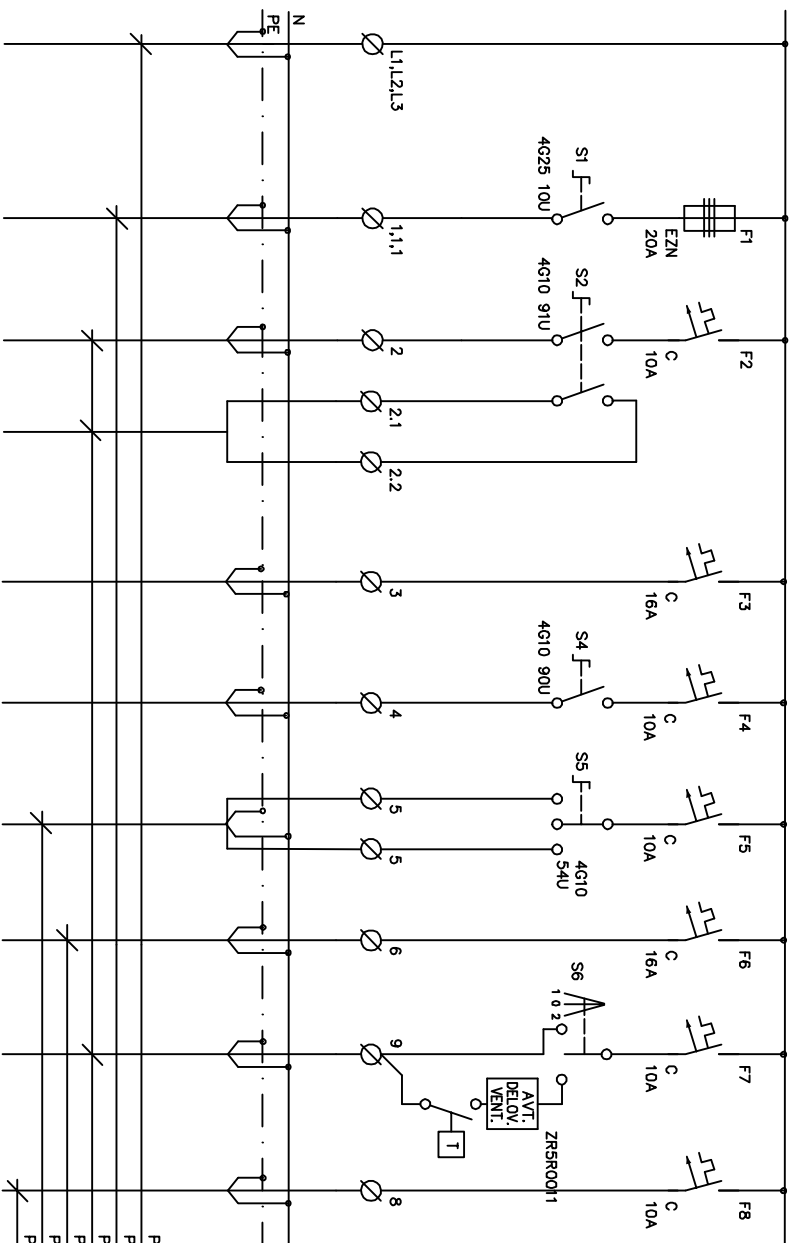 N
PE
L1,L2,L3
F1
EZN
20A
S1
4G25 10U
1,1,1
F2
C
10A
S2
4G10 91U
2
2.1
2.2
F3
C
16A
3
F4
C
10A
S4
4G10 90U
4
F5
C
10A
S5
4G10
54U
5
5
F6
C
16A
6
F7
C
10A
S6
1 0 2
AVT.
DELOV.
VENT.
ZR5R0011
T
9
F8
C
10A
8
P
P
P
P
P
P